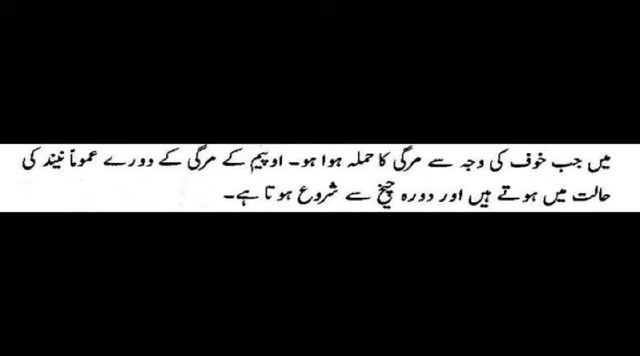 میں جب خوف کی وجہ سے مرگی کا حملہ ہوا ہو۔ اوپیم کے مرگی کے دورے عموماً نیند کی
حالت میں ہوتے ہیں اور دورہ چیخ سے شروع ہوتا ہے۔